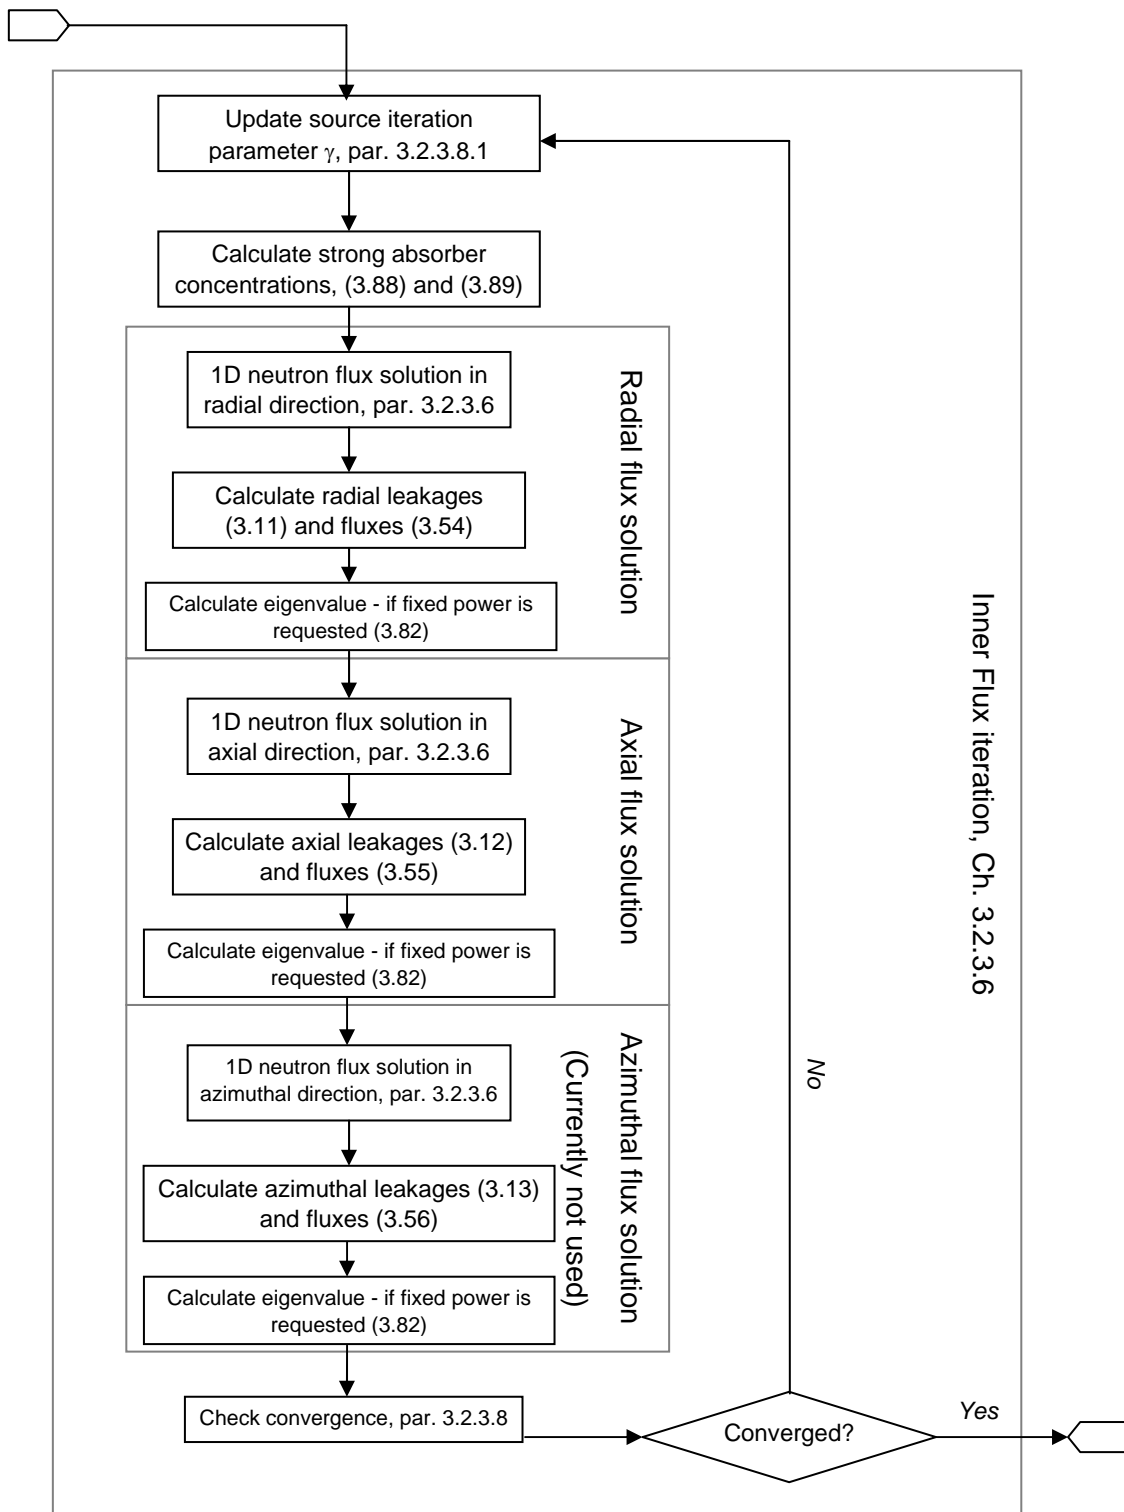 Update source iteration
parameter γ, par. 3.2.3.8.1
Calculate strong absorber
concentrations, (3.88) and (3.89)
1D neutron flux solution in
radial direction, par. 3.2.3.6
Calculate radial leakages
(3.11) and fluxes (3.54)
Calculate eigenvalue - if fixed power is
requested (3.82)
Radial flux solution
1D neutron flux solution in
axial direction, par. 3.2.3.6
Calculate axial leakages (3.12)
and fluxes (3.55)
Calculate eigenvalue - if fixed power is
requested (3.82)
Axial flux solution
1D neutron flux solution in
azimuthal direction, par. 3.2.3.6
Calculate azimuthal leakages (3.13)
and fluxes (3.56)
Calculate eigenvalue - if fixed power is
requested (3.82)
Azimuthal flux solution
(Currently not used)
Check convergence, par. 3.2.3.8
Converged?
Yes
No
Inner Flux iteration, Ch. 3.2.3.6